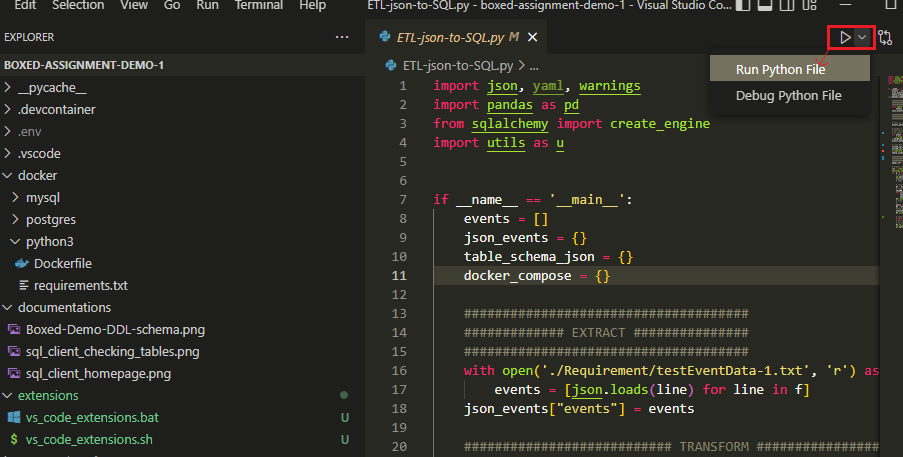 Edit Selection View Go Run Terminal Help ETL-json-to-SQL.py - boxed-assignment-demo-1 - Visual Studio Co...
EXPLORER
BOXED-ASSIGNMENT-DEMO-1
__pycache__
.devcontainer
.env
.vscode
docker
mysql
postgres
python3
Dockerfile
requirements.txt
documentations
Boxed-Demo-DDL-schema.png
sql_client_checking_tables.png
sql_client_homepage.png
extensions
vs_code_extensions.bat U
$ vs_code_extensions.sh U
ETL-json-to-SQL.py M
ETL-json-to-SQL.py > ...
Run Python File
Debug Python File
1 import json, yaml, warnings
2 import pandas as pd
3 from sqlalchemy import create_engine
4 import utils as u
5
6
7 if __name__ == '__main__':
8 events = []
9 json_events = {}
10 table_schema_json = {}
11 docker_compose = {}
12
13 #####################################
14 ############# EXTRACT ###############
15 #####################################
16 with open('./Requirement/testEventData-1.txt', 'r') as
17 events = [json.loads(line) for line in f]
18 json_events["events"] = events
19
20 ########################### TRANSFORM ################